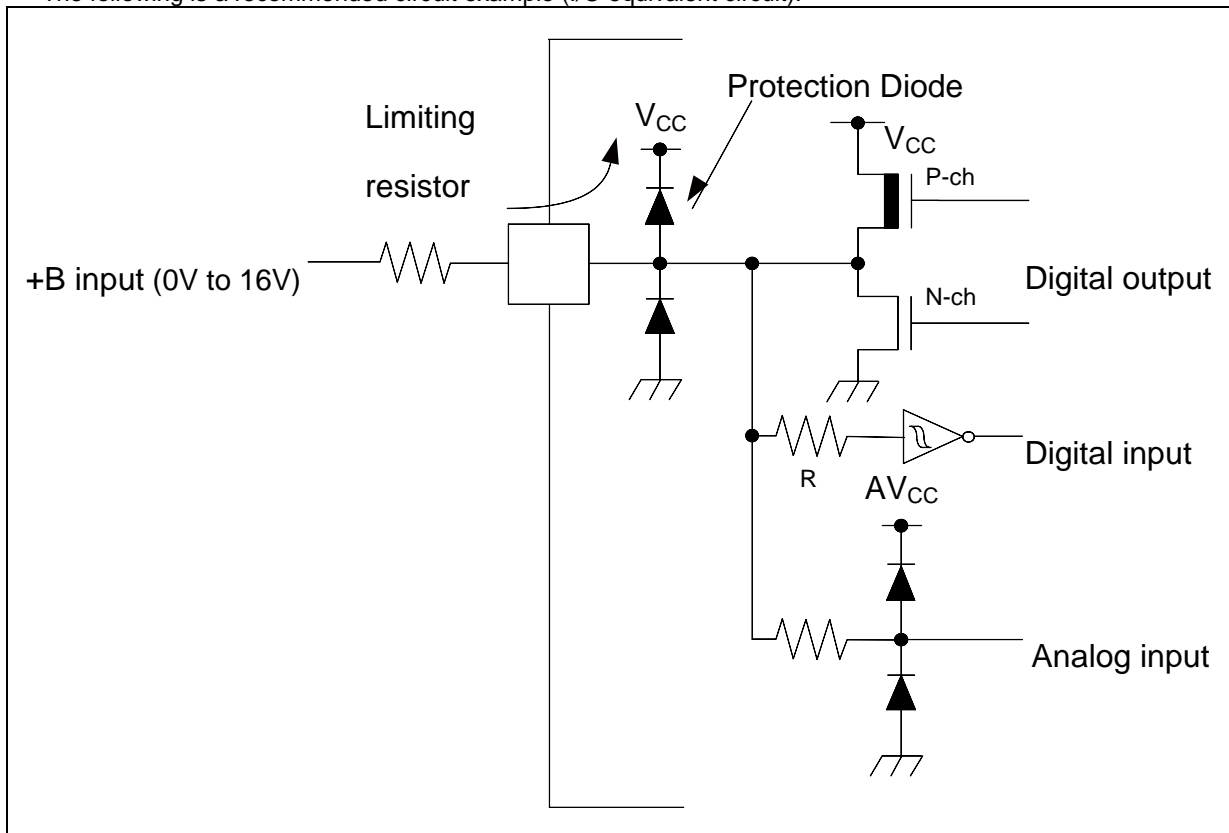 The following is a recommended circuit example (I/O equivalent circuit).
Protection Diode
Limiting
resistor
VCC
VCC
P-ch
+B input (0V to 16V)
Digital output
N-ch
Digital input
R
AVCC
Analog input